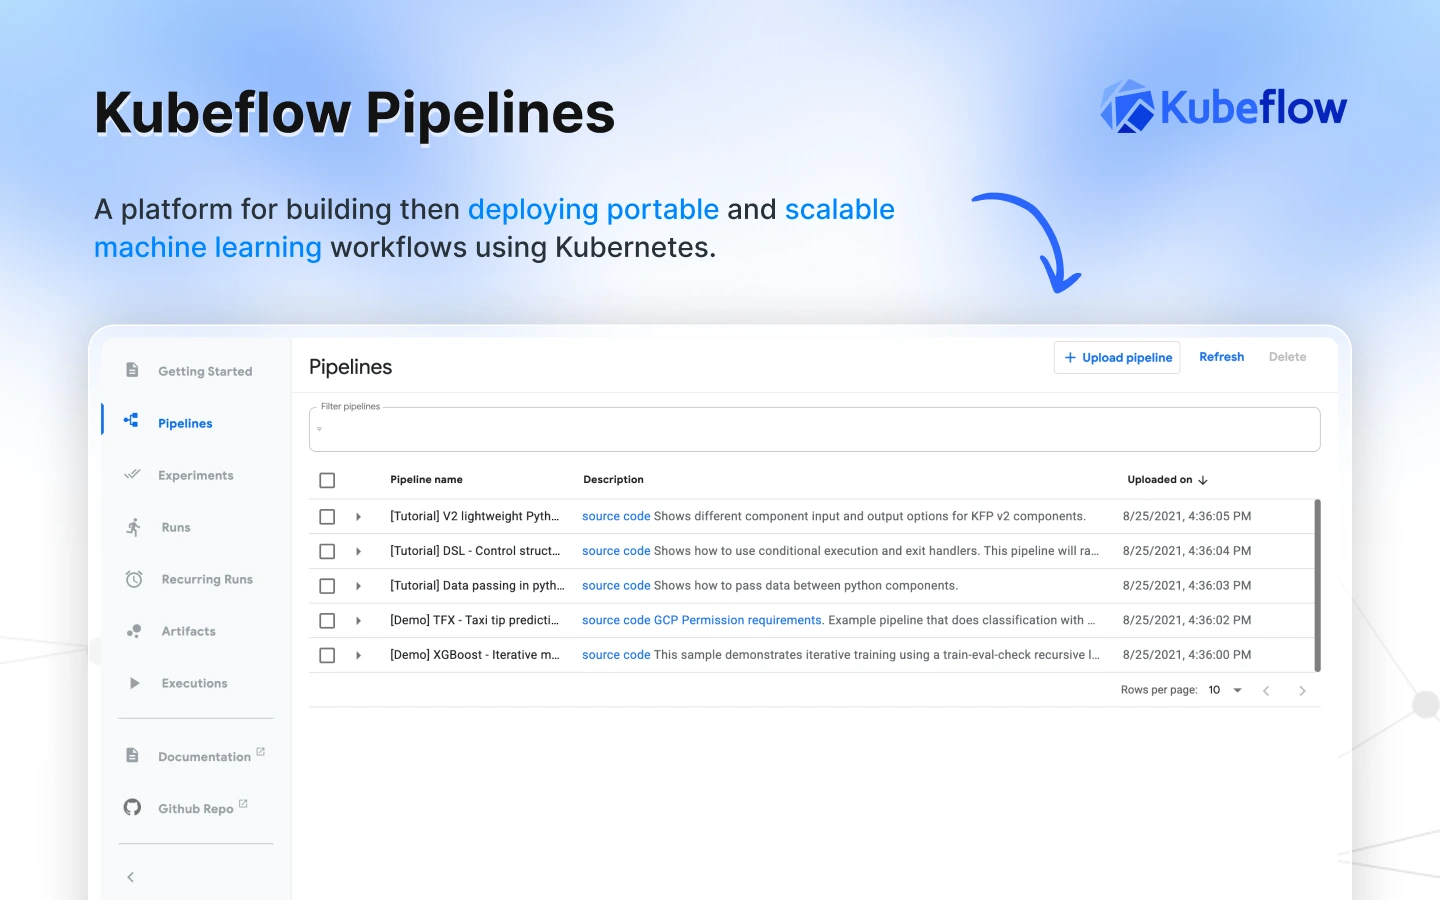 Kubeflow Pipelines
Kubeflow
A platform for building then deploying portable and scalable
machine learning workflows using Kubernetes.
Getting Started
Pipelines
Experiments
Runs
Recurring Runs
Artifacts
Executions
Documentation
Github Repo
Pipelines
+ Upload pipeline Refresh Delete
Filter pipelines
Pipeline name Description Uploaded on
[Tutorial] V2 lightweight Pyth... source code Shows different component input and output options for KFP v2 components. 8/25/2021, 4:36:05 PM
[Tutorial] DSL - Control struct... source code Shows how to use conditional execution and exit handlers. This pipeline will ra... 8/25/2021, 4:36:04 PM
[Tutorial] Data passing in pyth... source code Shows how to pass data between python components. 8/25/2021, 4:36:03 PM
[Demo] TFX - Taxi tip predicti... source code GCP Permission requirements. Example pipeline that does classification with ... 8/25/2021, 4:36:02 PM
[Demo] XGBoost - Iterative m... source code This sample demonstrates iterative training using a train-eval-check recursive l... 8/25/2021, 4:36:00 PM
Rows per page: 10